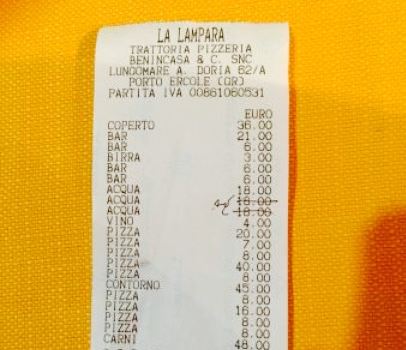 LA LAMPARA
TRATTORIA PIZZERIA
BENINCASA & C. SNC
LUNGOMARE A. DORIA 62/A
PORTO ERCOLE (GR)
PARTITA IVA 00861060531
EURO
COPERTO 36.00
BAR 21.00
BAR 6.00
BIRRA 3.00
BAR 6.00
BAR 6.00
ACQUA 18.00
ACQUA 18.00
ACQUA 18.00
VINO 4.00
PIZZA 20.00
PIZZA 7.00
PIZZA 8.00
PIZZA 40.00
PIZZA 8.00
CONTORNO 45.00
PIZZA 8.00
PIZZA 16.00
PIZZA 8.00
PIZZA 8.00
CARNI 48.00